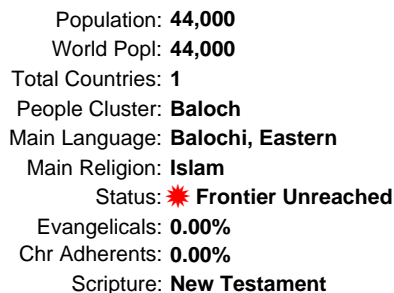 Population: 44,000
World Popl: 44,000
Total Countries: 1
People Cluster: Baloch
Main Language: Balochi, Eastern
Main Religion: Islam
Status: Frontier Unreached
Evangelicals: 0.00%
Chr Adherents: 0.00%
Scripture: New Testament